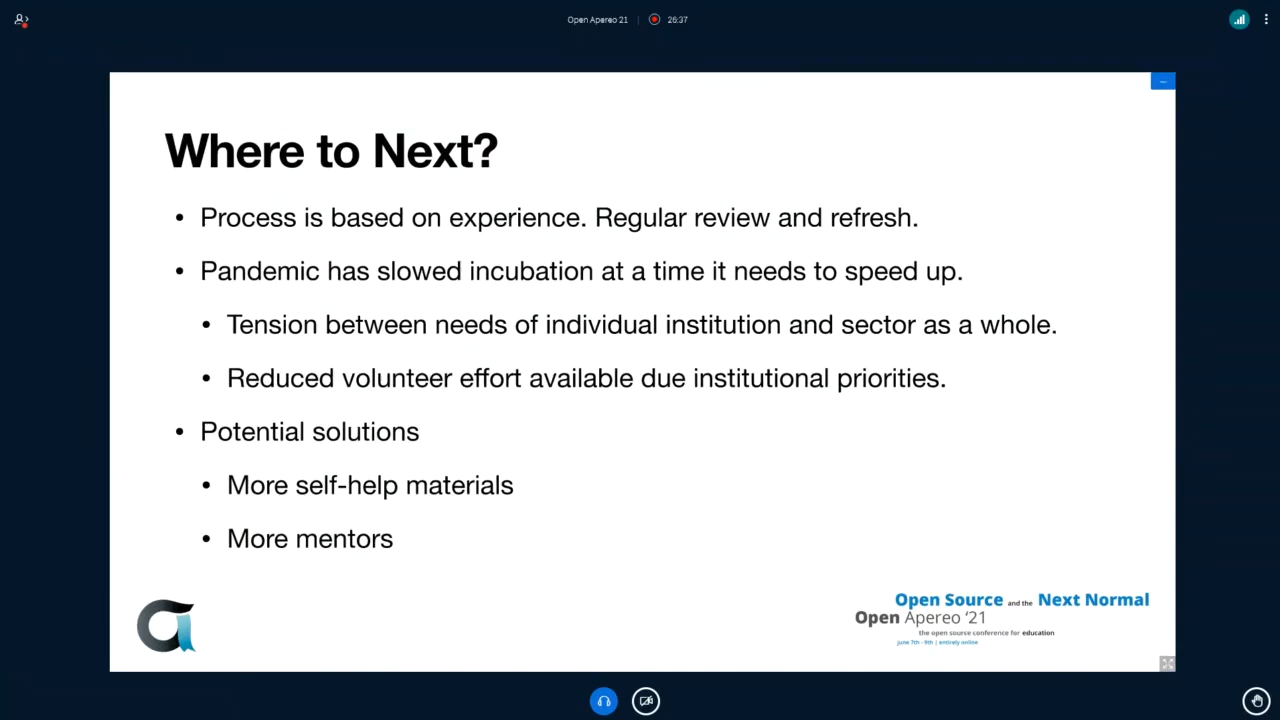 Open Apereo 21
26:37
Where to Next?
• Process is based on experience. Regular review and refresh.
• Pandemic has slowed incubation at a time it needs to speed up.
• Tension between needs of individual institution and sector as a whole.
• Reduced volunteer effort available due institutional priorities.
• Potential solutions
• More self-help materials
• More mentors
Open Source and the Next Normal
Open Apereo '21
the open source conference for education
june 7th - 9th | entirely online